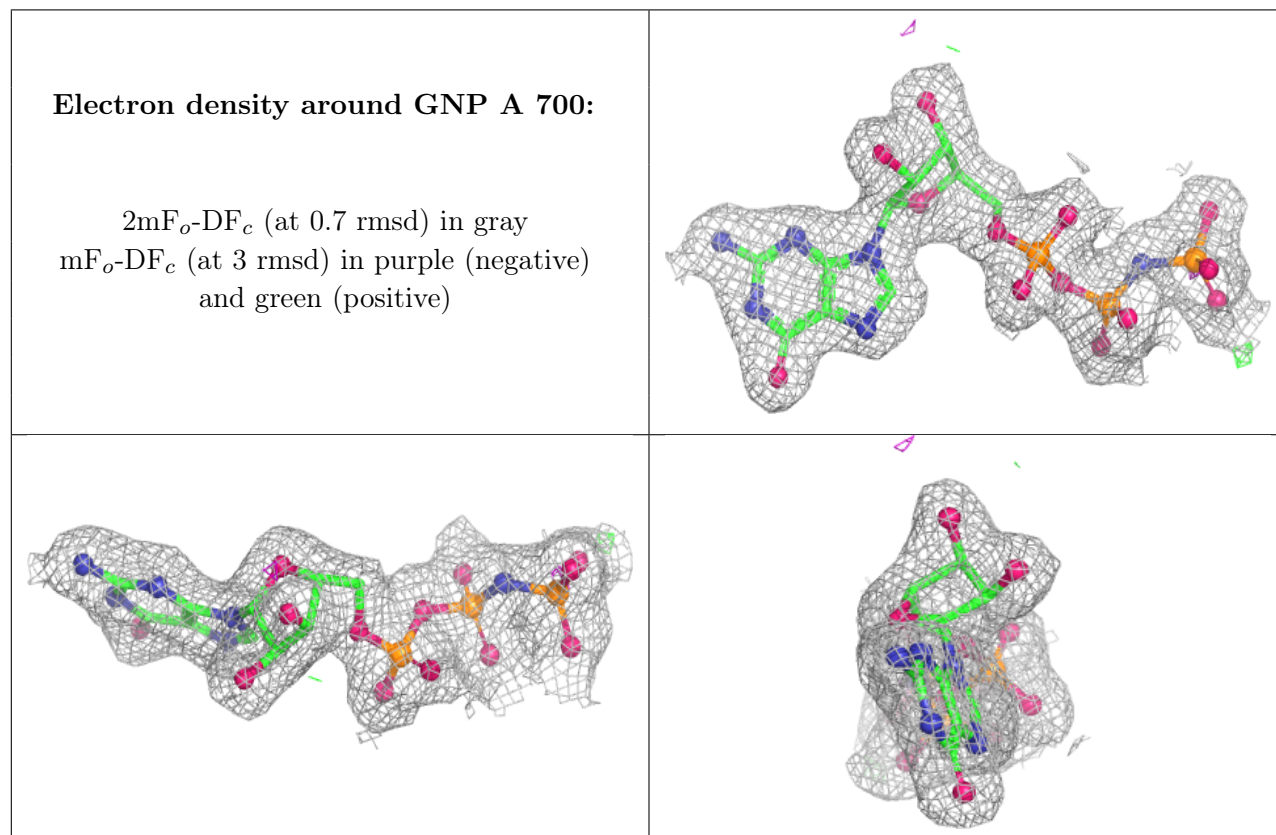 Electron density around GNP A 700:
2mFo-DFc (at 0.7 rmsd) in gray
mFo-DFc (at 3 rmsd) in purple (negative)
and green (positive)